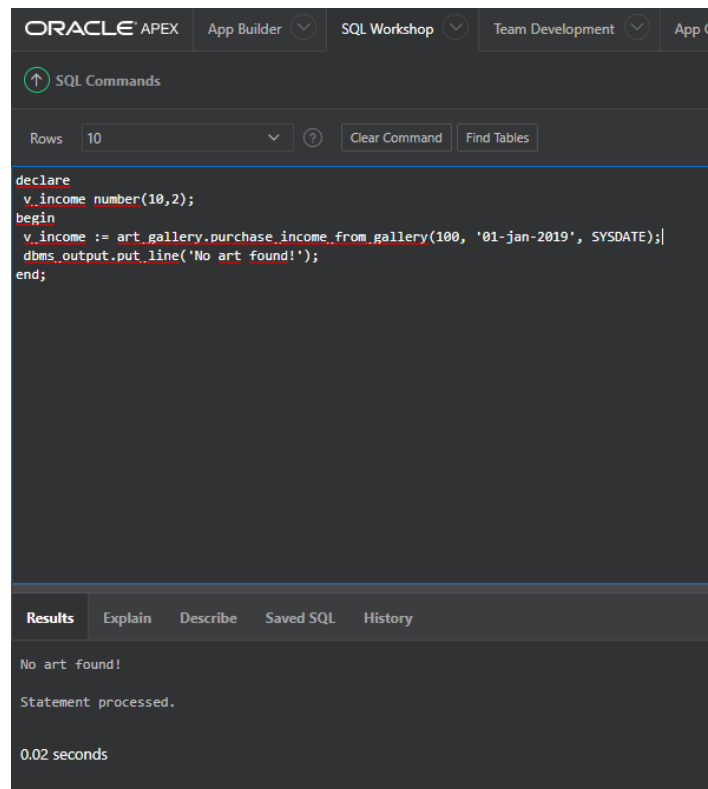 ORACLE APEX App Builder SQL Workshop Team Development App
SQL Commands
Rows 10 ? Clear Command Find Tables
declare
v_income number(10,2);
begin
v_income := art_gallery.purchase_income_from_gallery(100, '01-jan-2019', SYSDATE);
dbms_output.put_line('No art found!');
end;
Results Explain Describe Saved SQL History
No art found!
Statement processed.
0.02 seconds